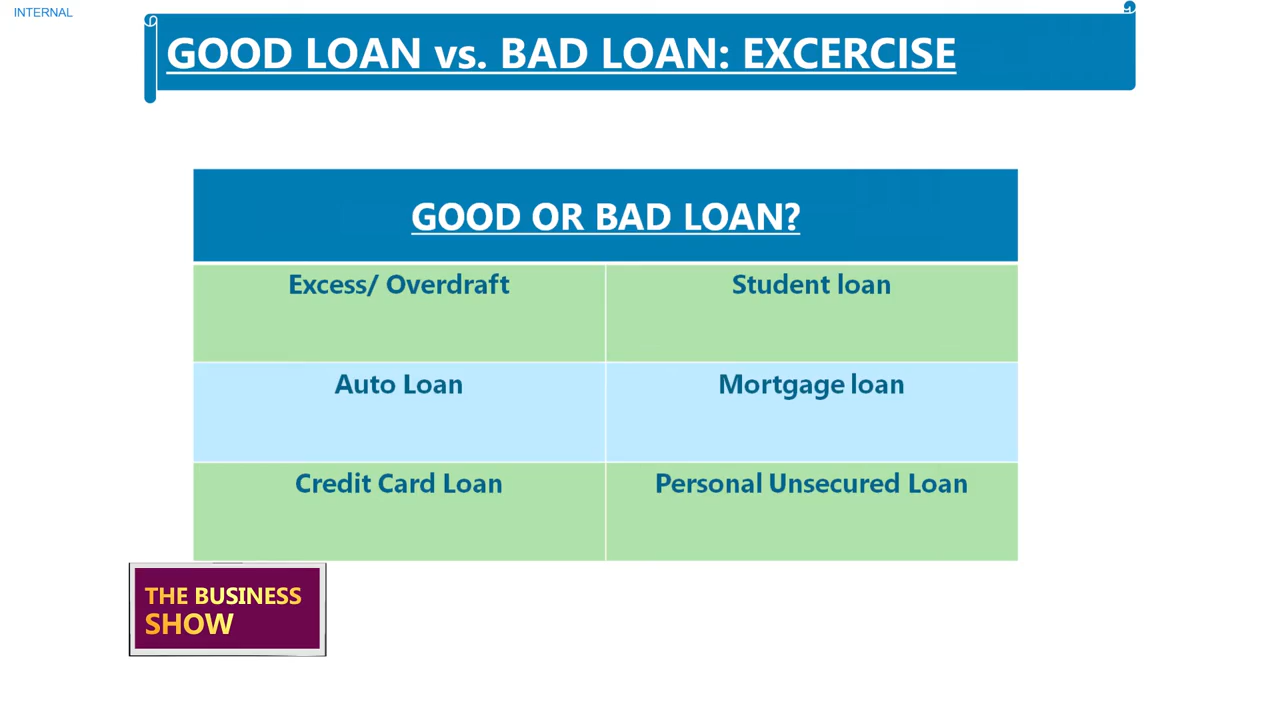 INTERNAL
GOOD LOAN vs. BAD LOAN: EXCERCISE
GOOD OR BAD LOAN?
Excess/ Overdraft
Student loan
Auto Loan
Mortgage loan
Credit Card Loan
Personal Unsecured Loan
THE BUSINESS
SHOW